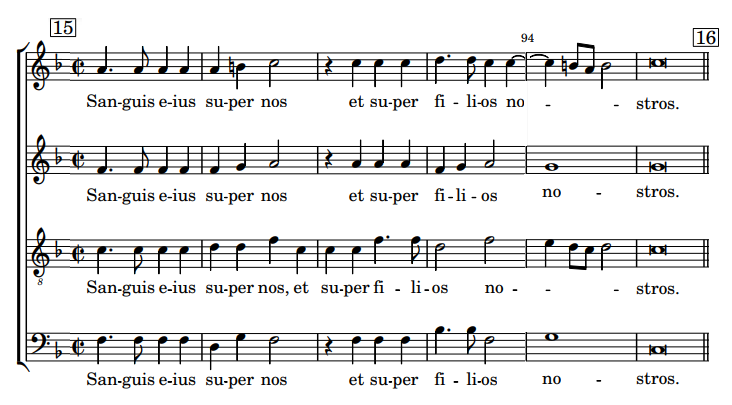 15 16
94
San-guis e-ius su-per nos et su-per fi - li-os no - - - stros.
San-guis e-ius su-per nos et su-per fi - li - os no - stros.
8
San-guis e-ius su-per nos, et su-per fi - li - os no - - - stros.
San-guis e-ius su-per nos et su-per fi - li-os no - stros.